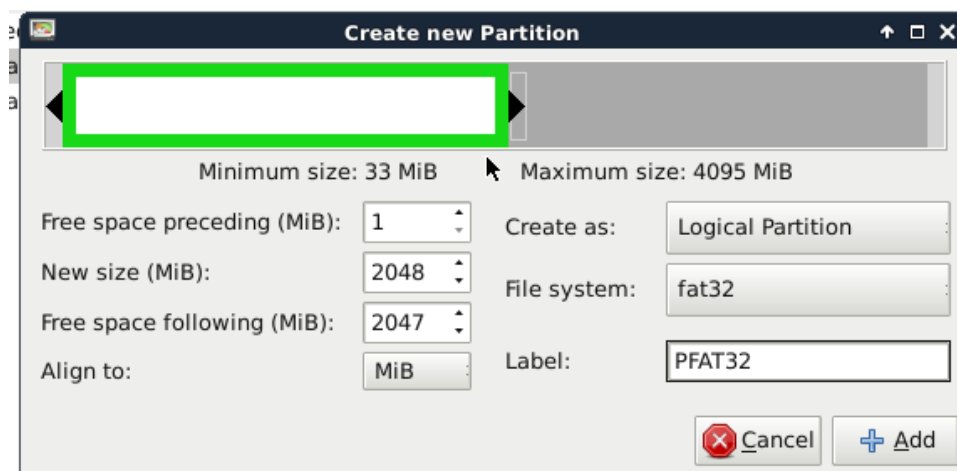 Create new Partition
Minimum size: 33 MiB
Maximum size: 4095 MiB
Free space preceding (MiB): 1
Create as: Logical Partition
New size (MiB): 2048
File system: fat32
Free space following (MiB): 2047
Align to: MiB
Label: PFAT32
Cancel
Add